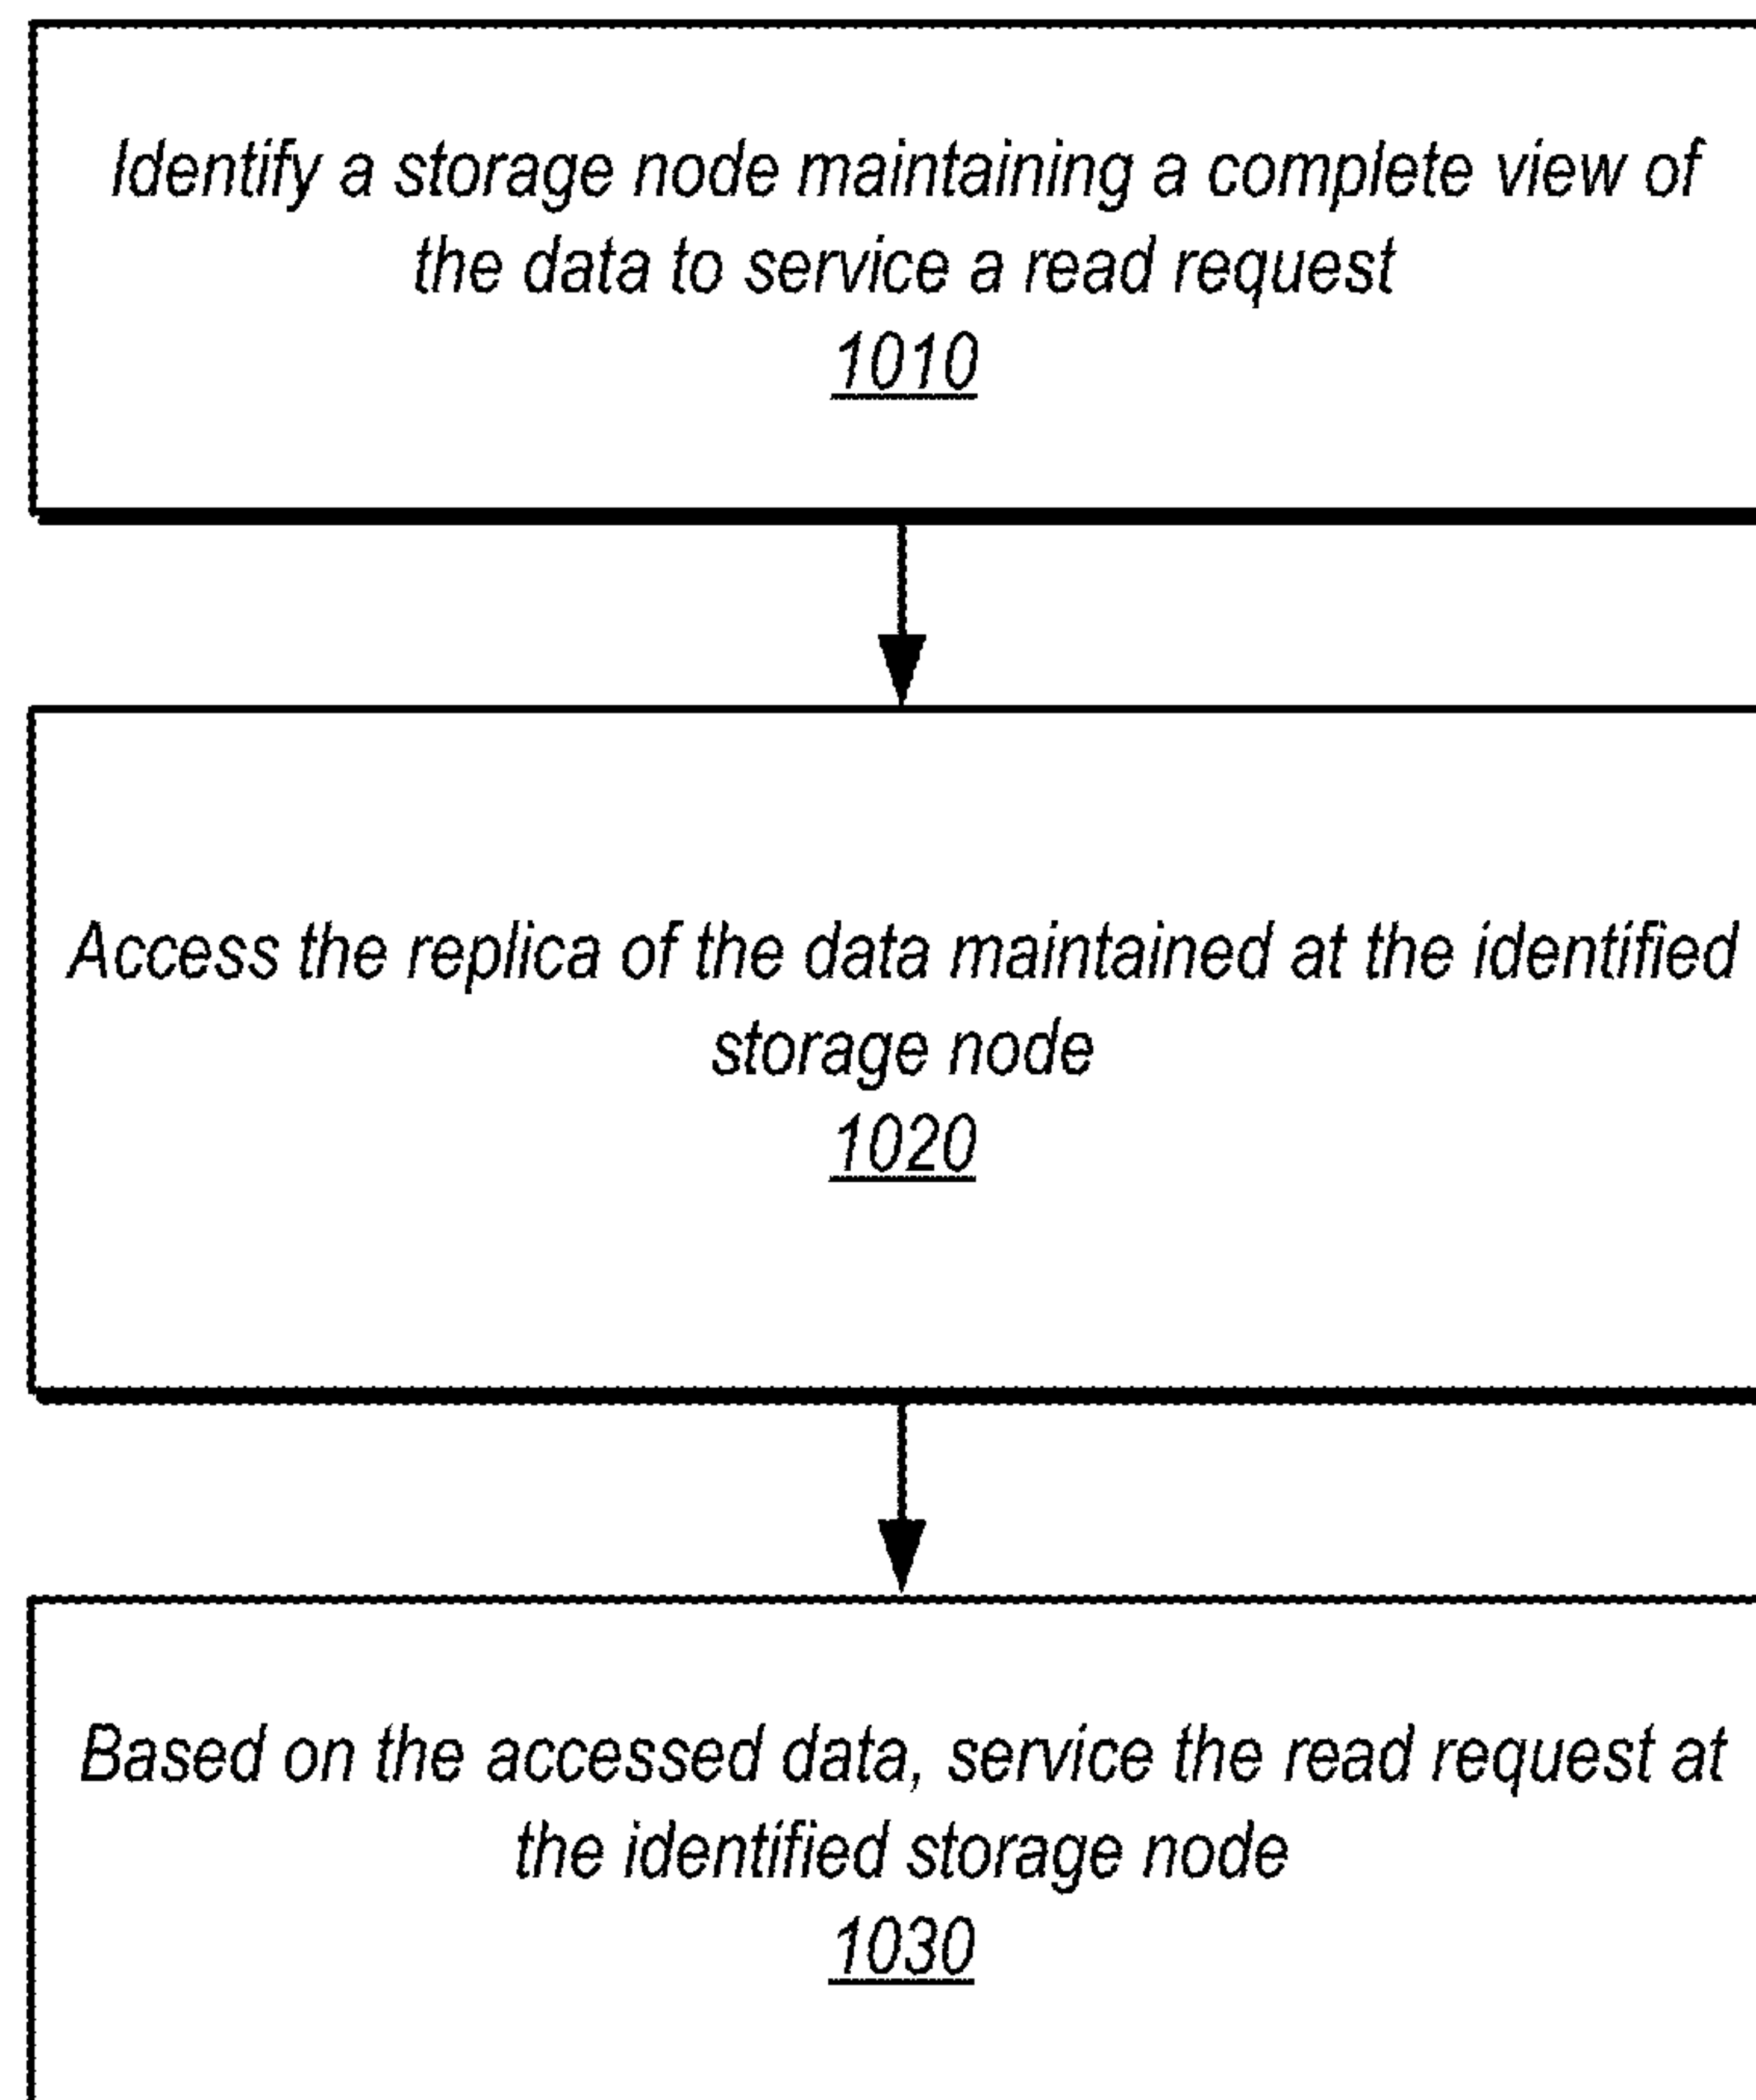 Identify a storage node maintaining a complete view of
the data to service a read request
1010
Access the replica of the data maintained at the identified
storage node
1020
Based on the accessed data, service the read request at
the identified storage node
1030